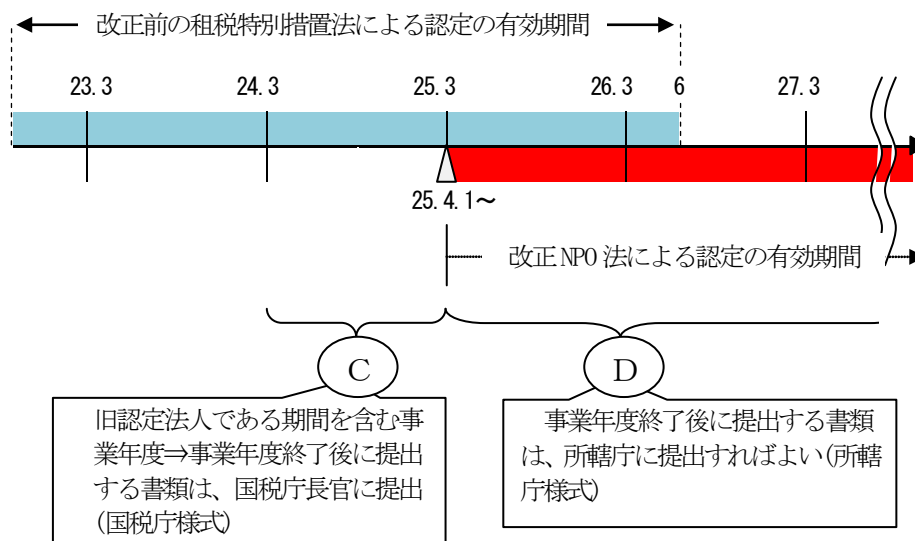 改正前の租税特別措置法による認定の有効期間
23.3 24.3 25.3 26.3 6 27.3
25.4.1～
改正NPO法による認定の有効期間
C D
旧認定法人である期間を含む事
業年度⇒事業年度終了後に提出
する書類は、国税庁長官に提出
(国税庁様式)
事業年度終了後に提出する書類
は、所轄庁に提出すればよい(所轄
庁様式)